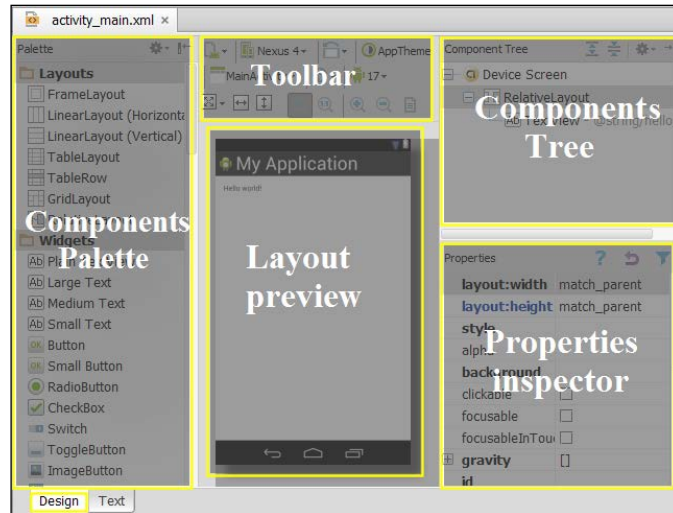 activity_main.xml ×
Palette
Layouts
FrameLayout
LinearLayout (Horizonta
LinearLayout (Vertical)
TableLayout
TableRow
GridLayout
Components
Palette
Widgets
Large Text
Medium Text
Small Text
Button
Small Button
RadioButton
CheckBox
Switch
ToggleButton
ImageButton
Design
Text
Nexus 4
AppTheme
Toolbar
17
My Application
Hello world!
Layout
preview
Component Tree
Device Screen
RelativeLayout
Components
Tree
Properties
layout:width match_parent
layout:height match_parent
style
Properties
background
inspector
clickable
focusable
focusableInTou
gravity []
id